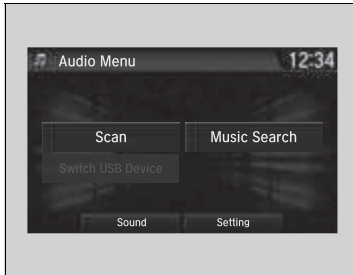 Audio Menu 12:34
Scan Music Search
Switch USB Device
Sound Setting